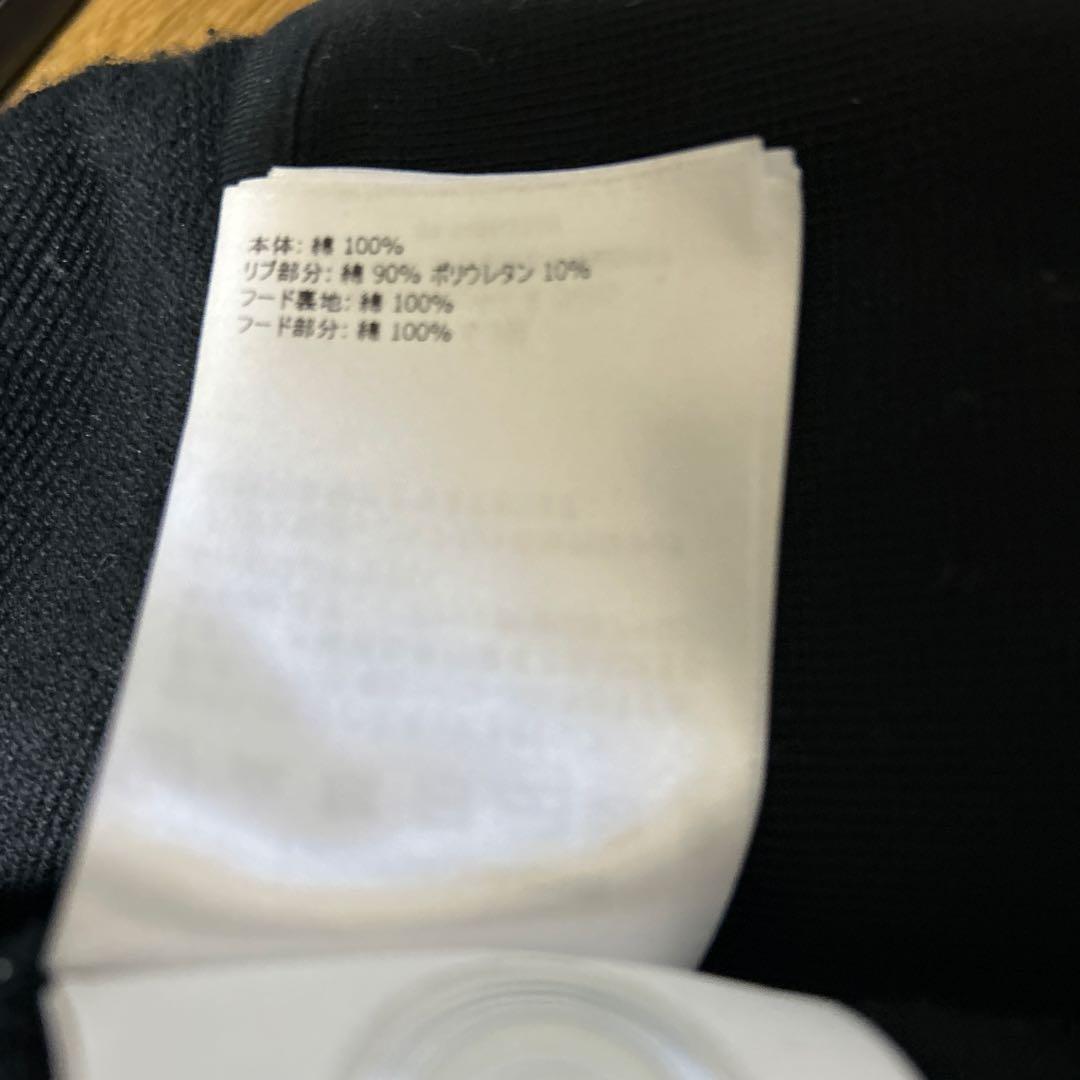 本体: 綿 100%
リブ部分: 綿 90% ポリウレタン 10%
フード裏地: 綿 100%
フード部分: 綿 100%